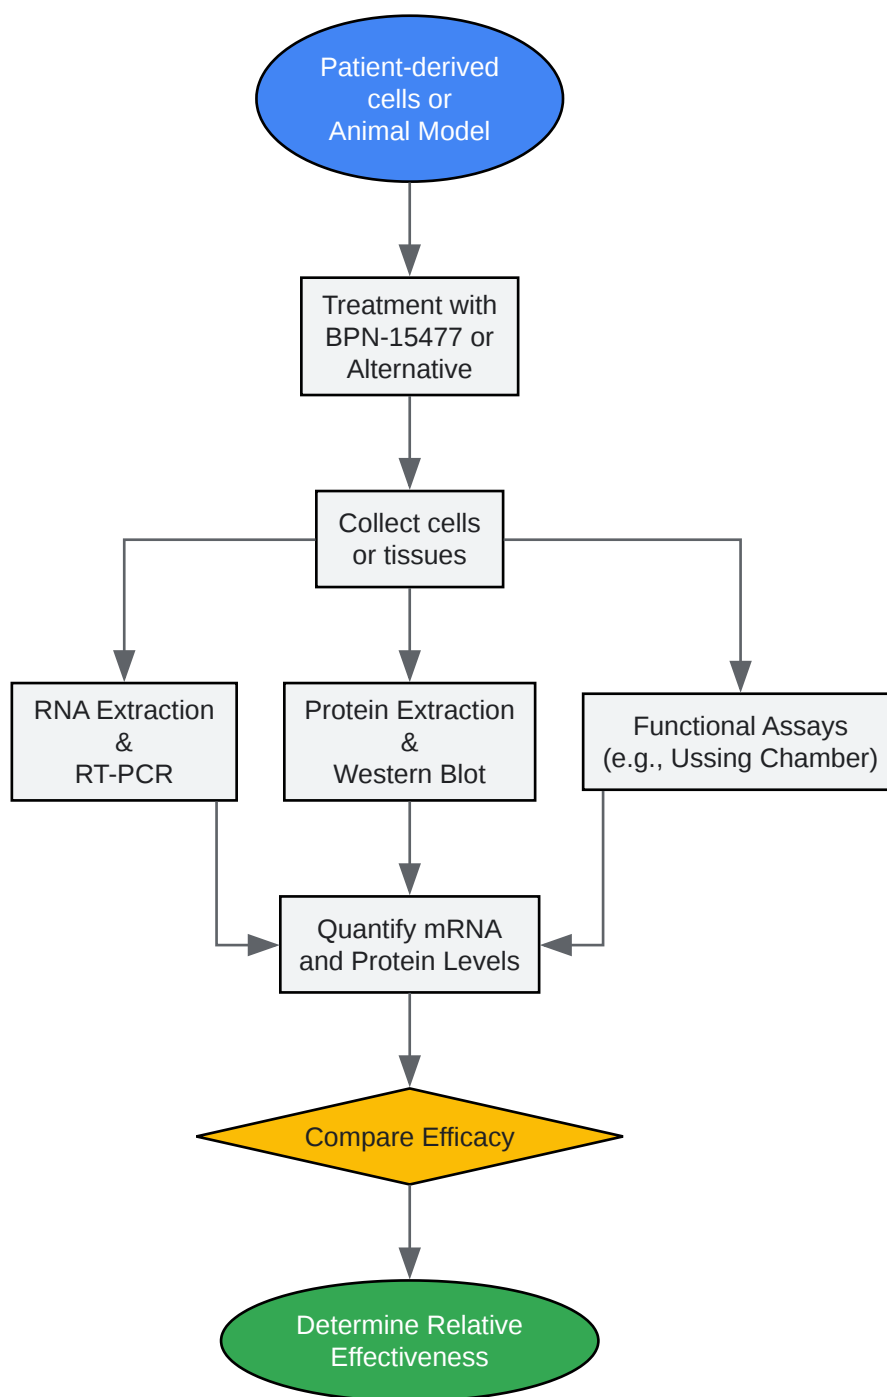 Patient-derived
cells or
Animal Model
Treatment with
BPN-15477 or
Alternative
Collect cells
or tissues
RNA Extraction
&
RT-PCR
Protein Extraction
&
Western Blot
Functional Assays
(e.g., Ussing Chamber)
Quantify mRNA
and Protein Levels
Compare Efficacy
Determine Relative
Effectiveness